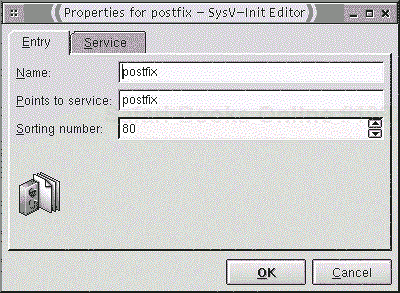 Properties for postfix – SysV-Init Editor
Entry Service
Name: postfix
Points to service: postfix
Sorting number: 80
OK Cancel